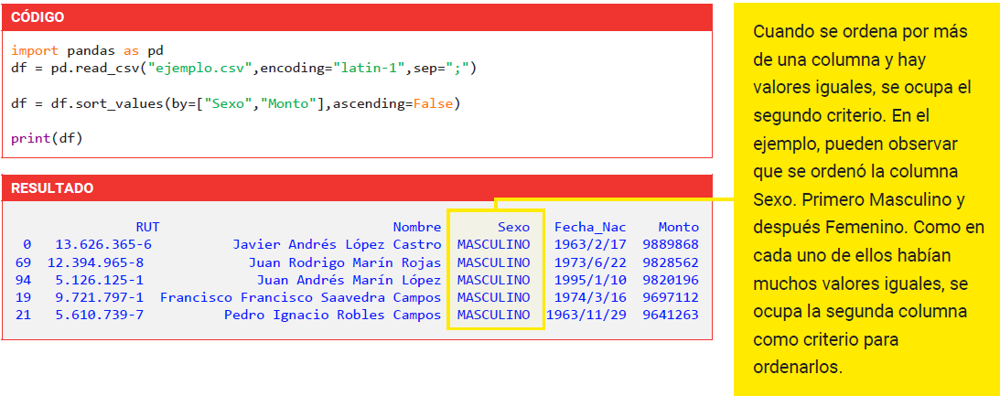 CÓDIGO
import pandas as pd
df = pd.read_csv("ejemplo.csv",encoding="latin-1",sep=";")
df = df.sort_values(by=["Sexo","Monto"],ascending=False)
print(df)
RESULTADO
RUT Nombre Sexo Fecha_Nac Monto
0 13.626.365-6 Javier Andrés López Castro MASCULINO 1963/2/17 9889868
69 12.394.965-8 Juan Rodrigo Marín Rojas MASCULINO 1973/6/22 9828562
94 5.126.125-1 Juan Andrés Marín López MASCULINO 1995/1/10 9820196
19 9.721.797-1 Francisco Francisco Saavedra Campos MASCULINO 1974/3/16 9697112
21 5.610.739-7 Pedro Ignacio Robles Campos MASCULINO 1963/11/29 9641263
Cuando se ordena por más
de una columna y hay
valores iguales, se ocupa el
segundo criterio. En el
ejemplo, pueden observar
que se ordenó la columna
Sexo. Primero Masculino y
después Femenino. Como en
cada uno de ellos habían
muchos valores iguales, se
ocupa la segunda columna
como criterio para
ordenarlos.